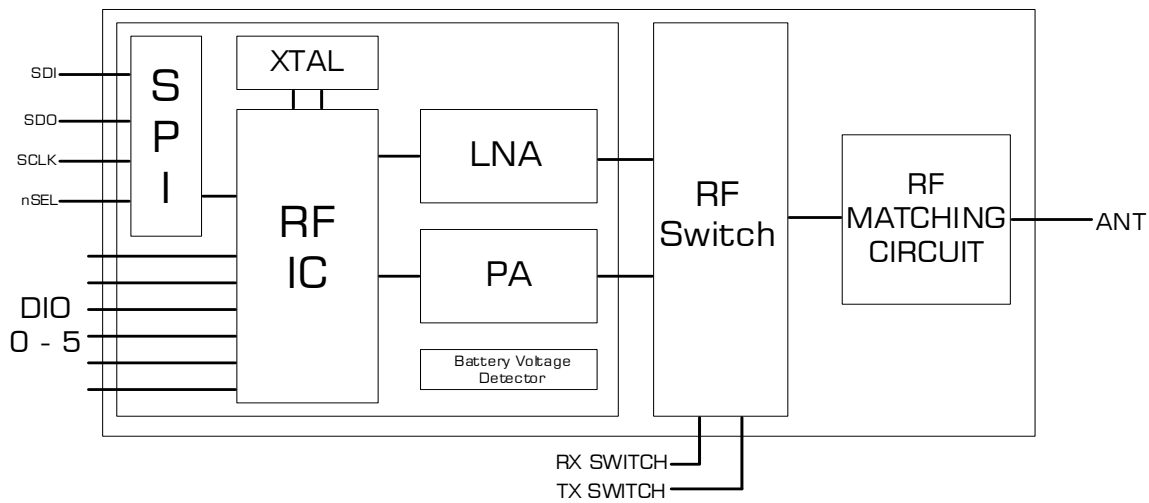 SDI
SDO
SCLK
nSEL
S
P
I
XTAL
RF
IC
LNA
PA
Battery Voltage
Detector
DIO
0 - 5
RF
Switch
RF
MATCHING
CIRCUIT
ANT
RX SWITCH
TX SWITCH